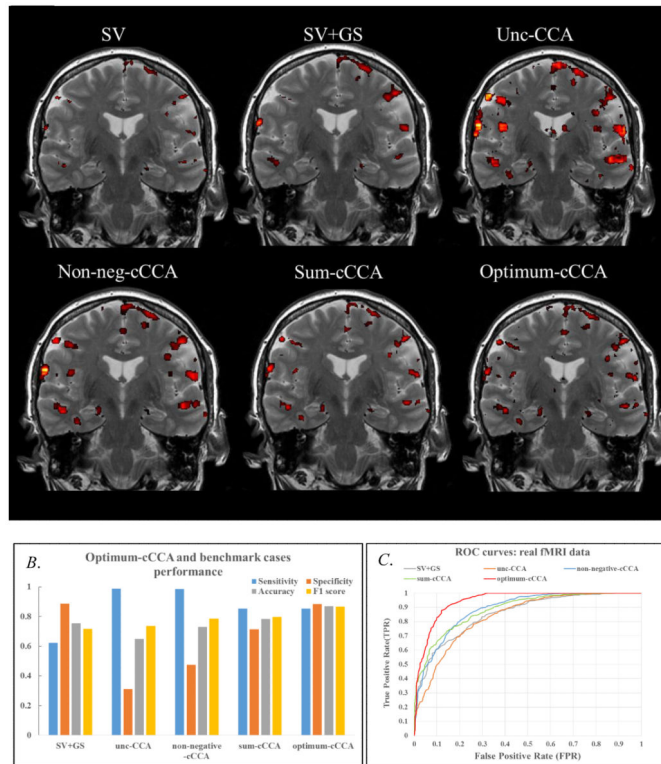 SV
SV+GS
Unc-CCA
Non-neg-cCCA
Sum-cCCA
Optimum-cCCA
B.
Optimum-cCCA and benchmark cases
performance
Sensitivity
Specificity
Accuracy
F1 score
1
0.8
0.6
0.4
0.2
0
SV+GS
unc-CCA
non-negative
-cCCA
sum-cCCA
optimum-cCCA
C.
ROC curves: real fMRI data
SV+GS
unc-CCA
non-negative-cCCA
sum-cCCA
optimum-cCCA
True Positive Rate(TPR)
1
0.9
0.8
0.7
0.6
0.5
0.4
0.3
0.2
0.1
0
0
0.1
0.2
0.3
0.4
0.5
0.6
0.7
0.8
0.9
1
False Positive Rate (FPR)